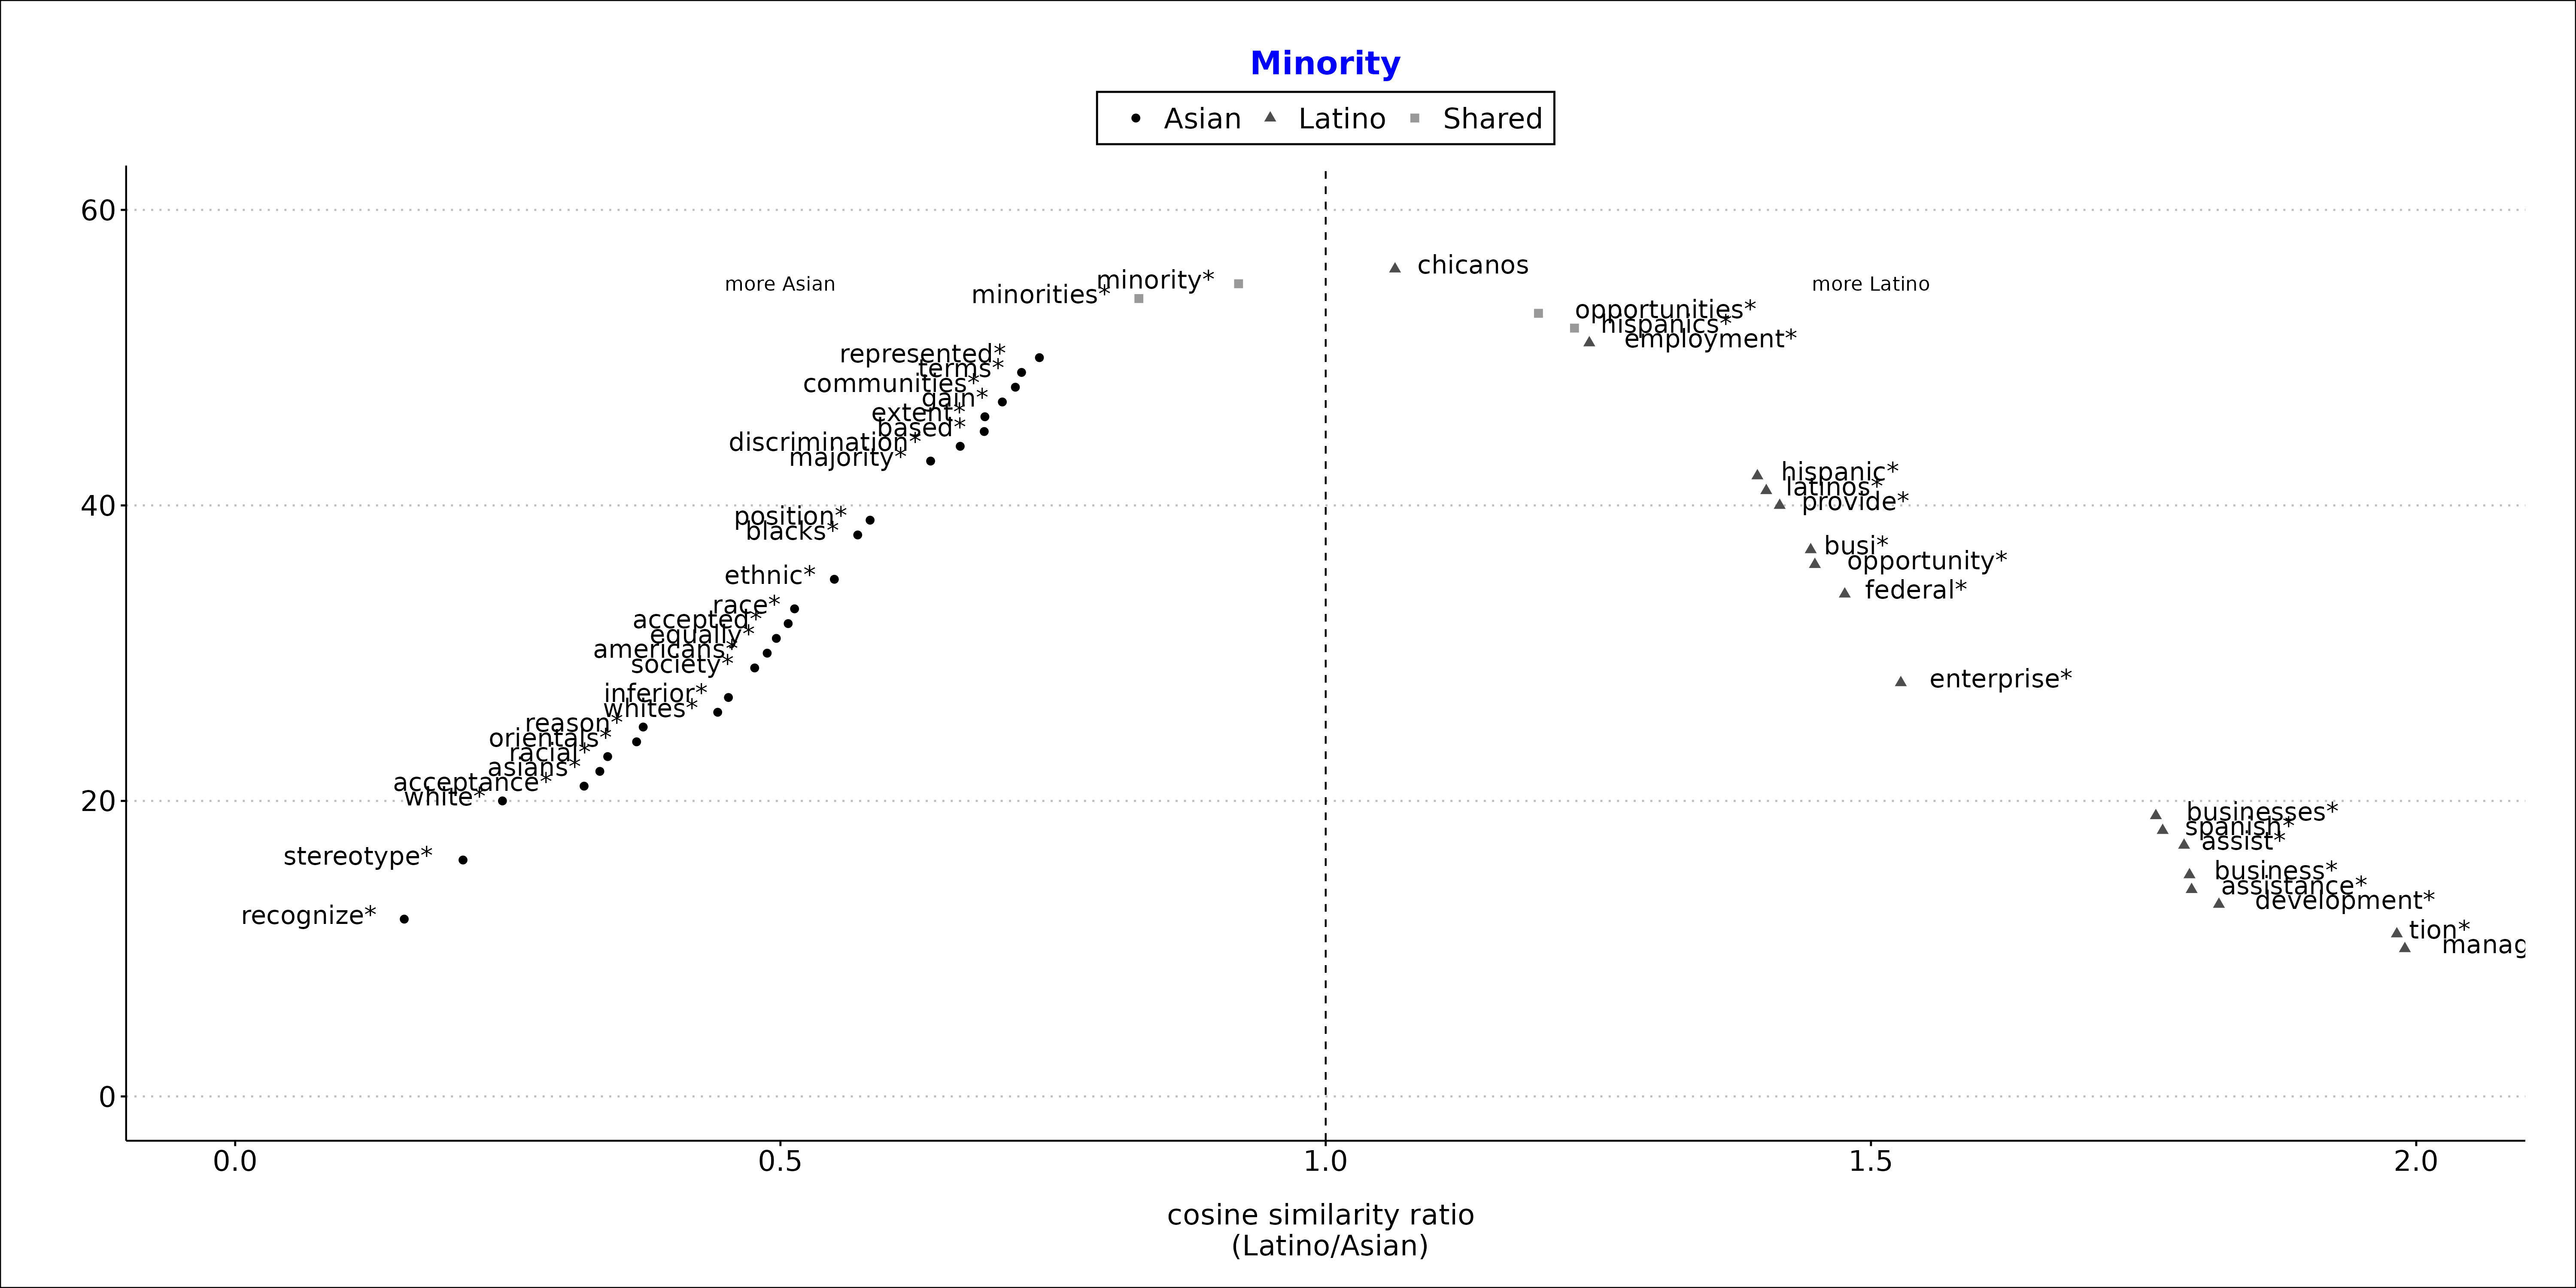 Minority
Asian Latino Shared
60
chicanos
minority*
more Asian
more Latino
minorities*
opportunities*
hispanics*
employment*
represented*
terms*
communities*
gain*
extent*
based*
discrimination*
majority*
hispanic*
latinos*
provide*
40
position*
blacks*
busi*
opportunity*
federal*
ethnic*
race*
accepted*
equally*
americans*
society*
enterprise*
inferior*
whites*
reason*
orientals*
racial*
asians*
acceptance*
white*
20
businesses*
spanish*
assist*
stereotype*
business*
assistance*
development*
recognize*
tion*
manag
0
0.0 0.5 1.0 1.5 2.0
cosine similarity ratio
(Latino/Asian)